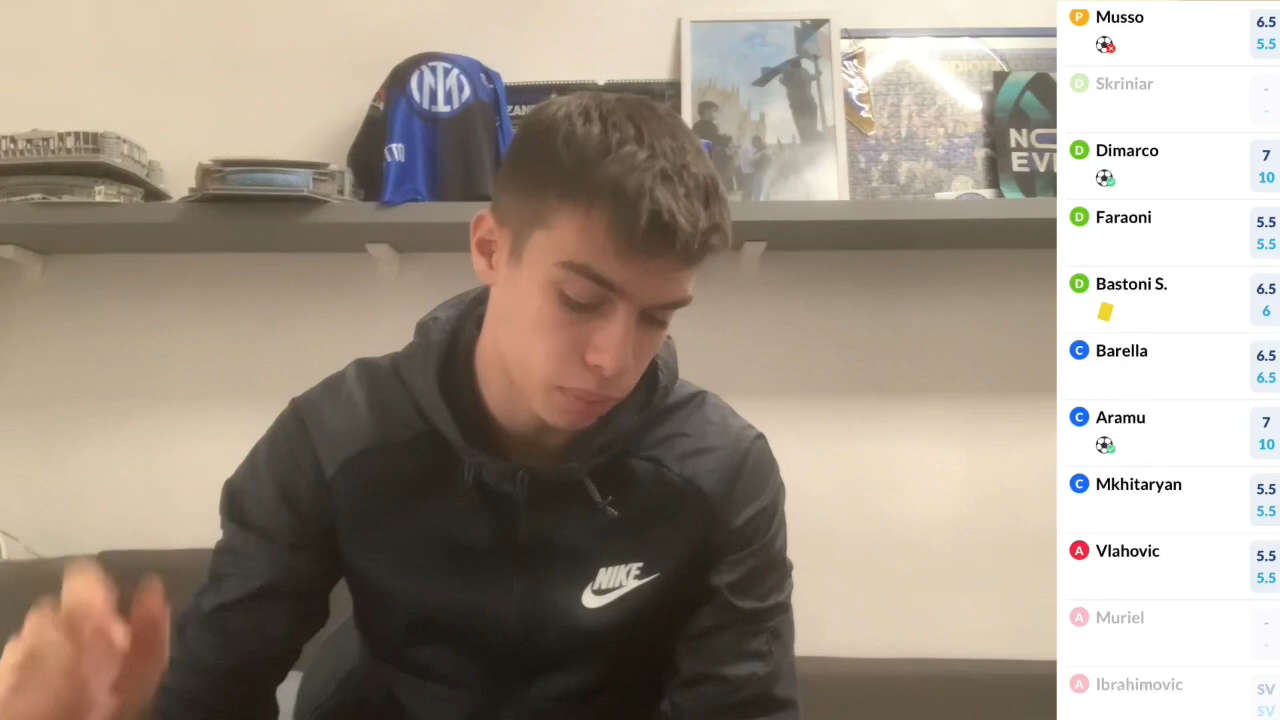 NIKE
NO
EVE
P Musso
6.5
5.5
D Skriniar
-
-
D Dimarco
7
10
D Faraoni
5.5
5.5
D Bastoni S.
6.5
6
C Barella
6.5
6.5
C Aramu
7
10
C Mkhitaryan
5.5
5.5
A Vlahovic
5.5
5.5
A Muriel
-
-
A Ibrahimovic
SV
SV